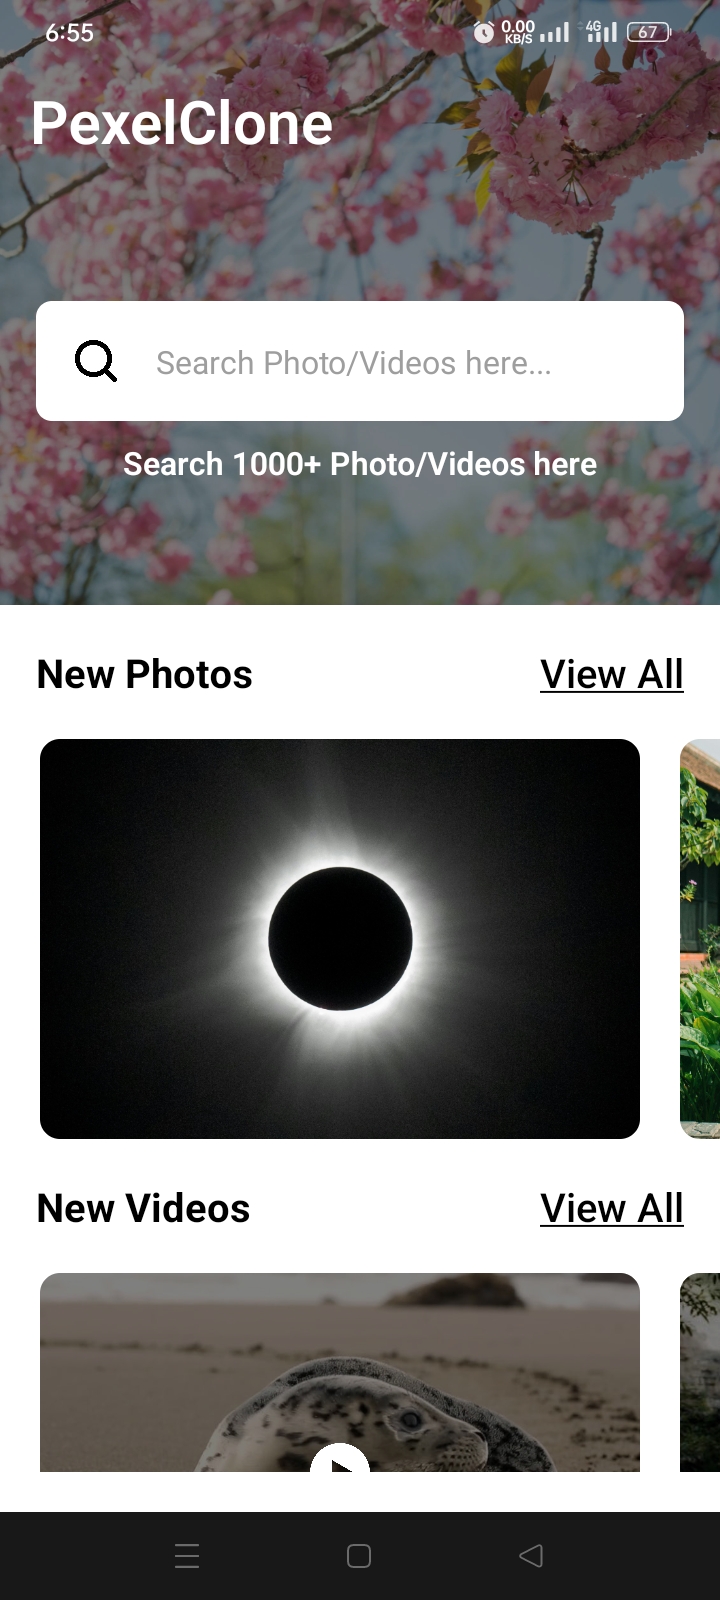 6:55
0.00
KB/S
4G
67
PexelClone
Search Photo/Videos here...
Search 1000+ Photo/Videos here
New Photos
View All
New Videos
View All